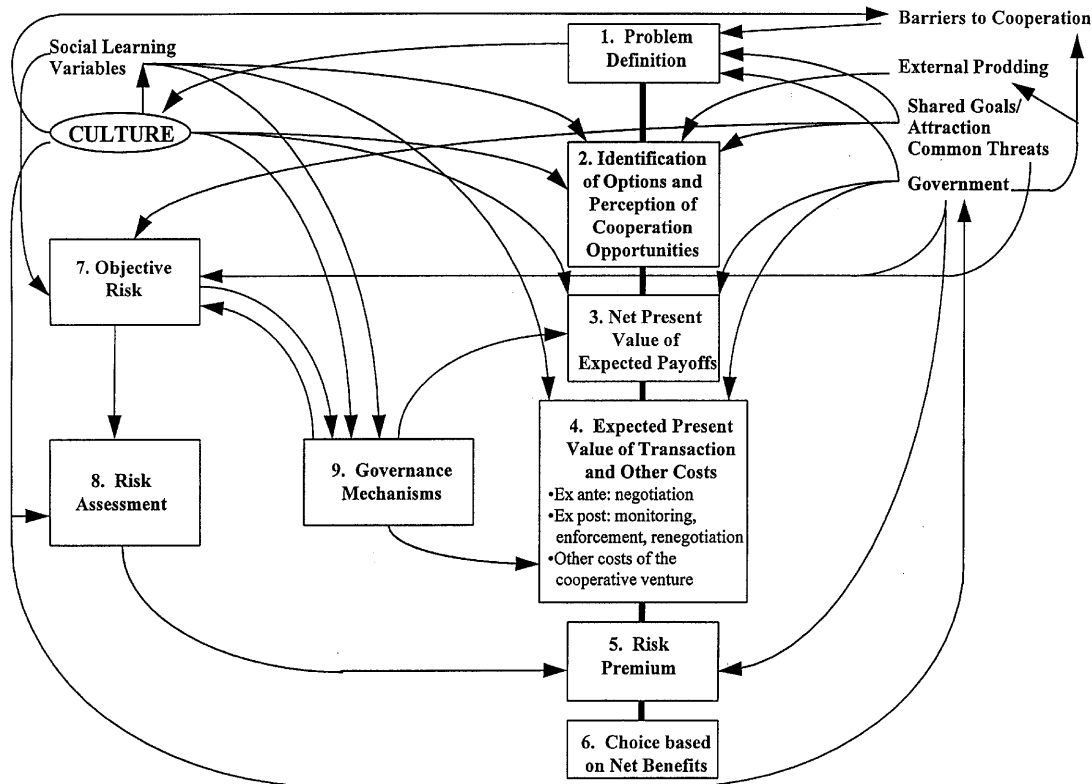 Social Learning
Variables
CULTURE
1. Problem
Definition
Barriers to Cooperation
External Prodding
Shared Goals/
Attraction
Common Threats
Government
2. Identification
of Options and
Perception of
Cooperation
Opportunities
7. Objective
Risk
3. Net Present
Value of
Expected Payoffs
8. Risk
Assessment
9. Governance
Mechanisms
4. Expected Present
Value of Transaction
and Other Costs
•Ex ante: negotiation
•Ex post: monitoring,
enforcement, renegotiation
•Other costs of the
cooperative venture
5. Risk
Premium
6. Choice based
on Net Benefits